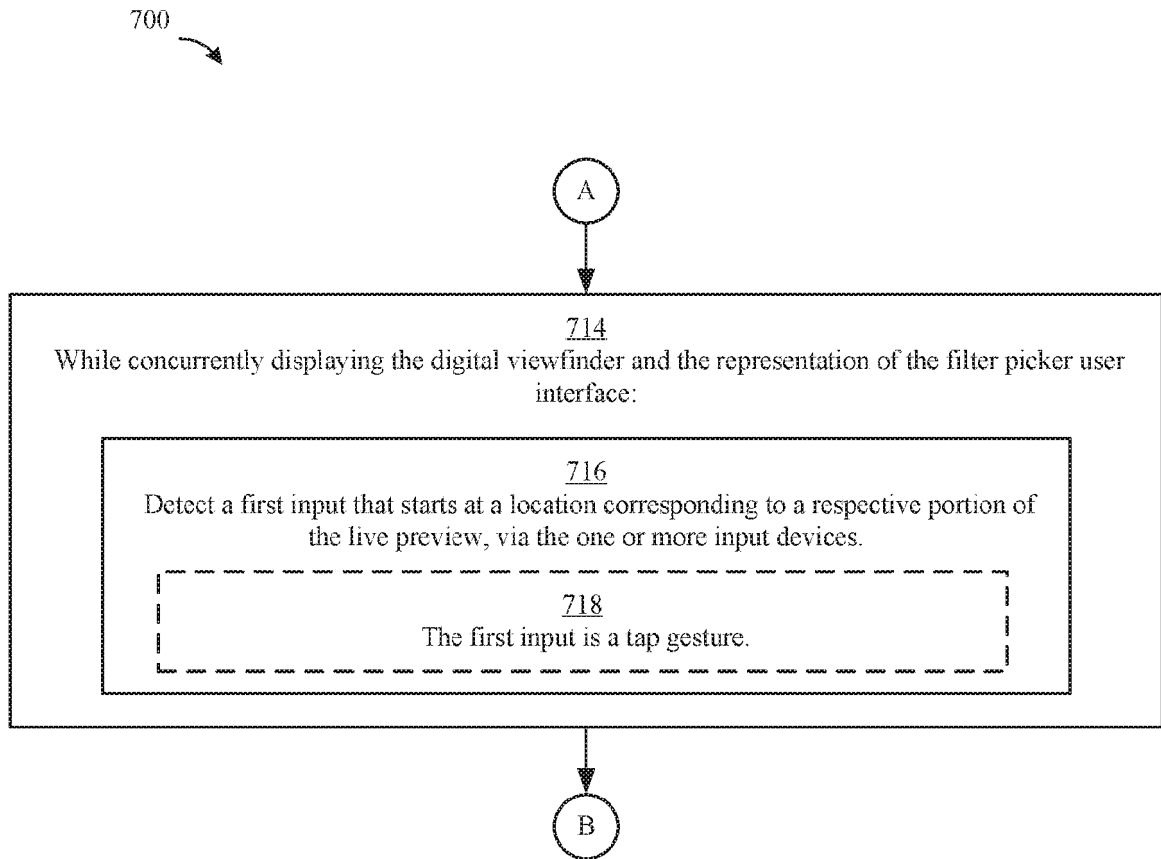 700
A
714
While concurrently displaying the digital viewfinder and the representation of the filter picker user
interface:
716
Detect a first input that starts at a location corresponding to a respective portion of
the live preview, via the one or more input devices.
718
The first input is a tap gesture.
B